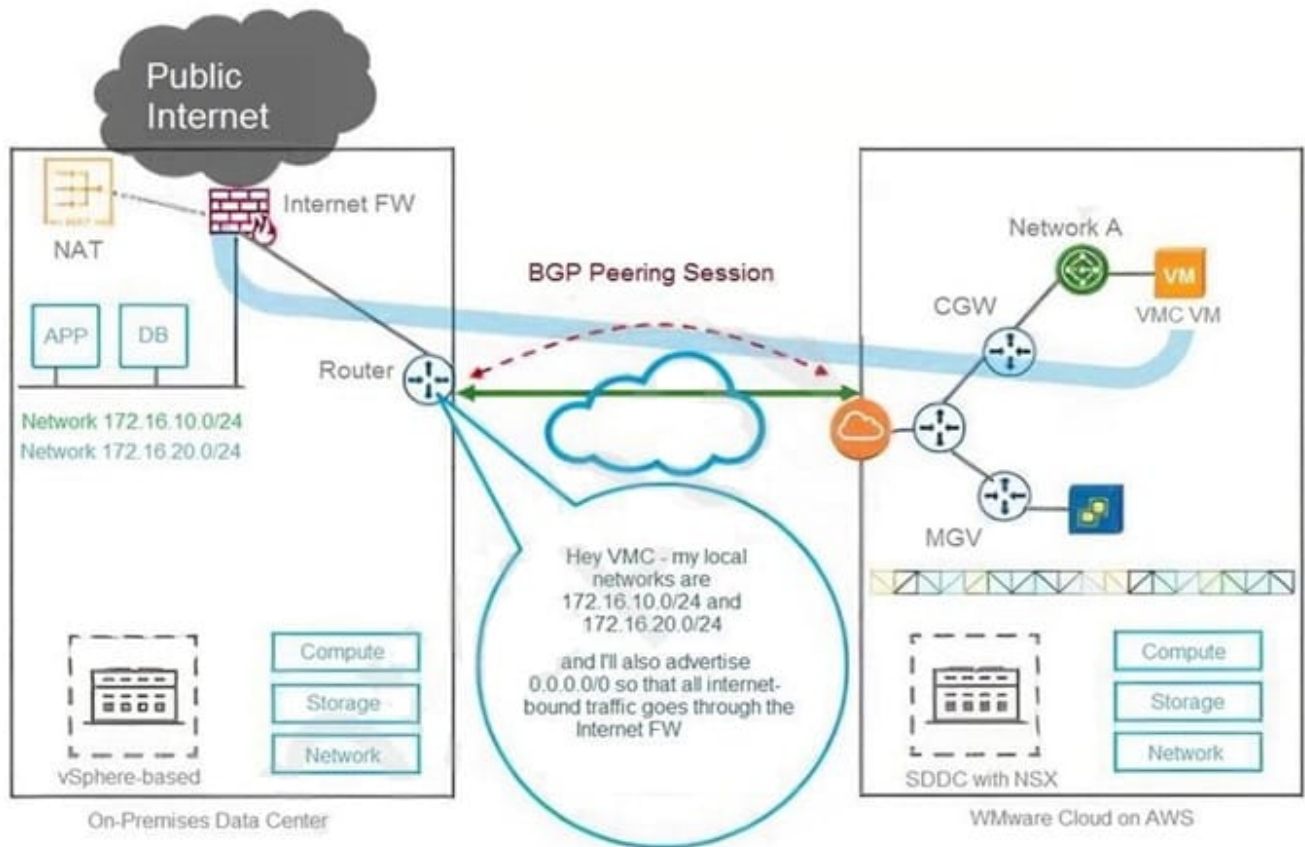 Public
Internet
Internet FW
NAT
APP
DB
Network 172.16.10.0/24
Network 172.16.20.0/24
Router
BGP Peering Session
Network A
VM
VMC VM
CGW
MGV
Hey VMC - my local
networks are
172.16.10.0/24 and
172.16.20.0/24
and I'll also advertise
0.0.0.0/0 so that all internet-
bound traffic goes through the
Internet FW
Compute
Storage
Network
vSphere-based
On-Premises Data Center
SDDC with NSX
Compute
Storage
Network
WMware Cloud on AWS